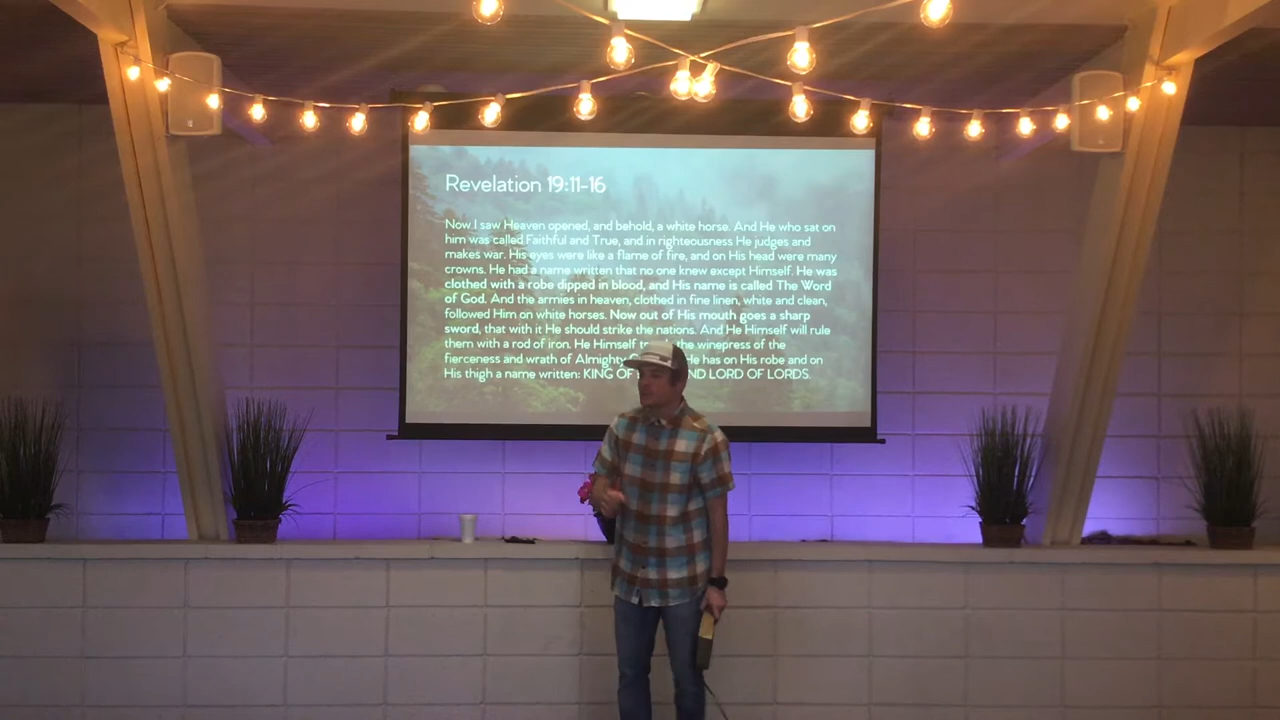 Revelation 19:11-16
Now I saw Heaven opened, and behold, a white horse. And He who sat on
him was called Faithful and True, and in righteousness He judges and
makes war. His eyes were like a flame of fire, and on His head were many
crowns. He had a name written that no one knew except Himself. He was
clothed with a robe dipped in blood, and His name is called The Word
of God. And the armies in heaven, clothed in fine linen, white and clean,
followed Him on white horses. Now out of His mouth goes a sharp
sword, that with it He should strike the nations. And He Himself will rule
them with a rod of iron. He Himself the winepress of the
fierceness and wrath of Almighty He has on His robe and on
His thigh a name written: KING OF AND LORD OF LORDS.